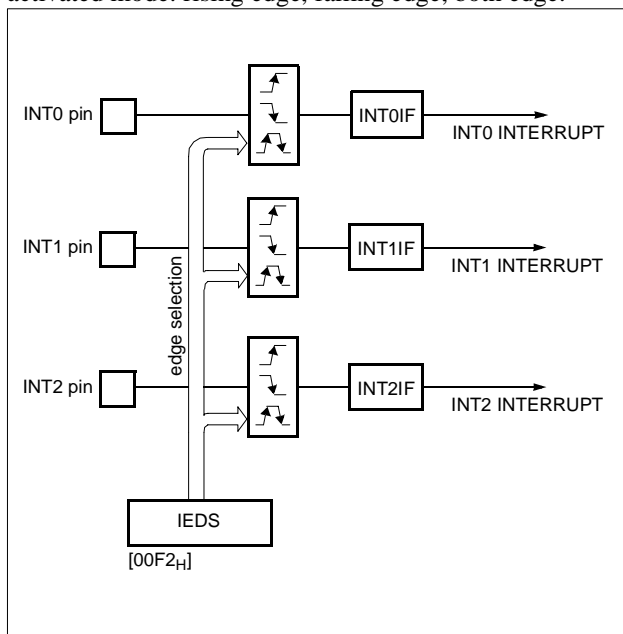 activated mode: rising edge, falling edge, both edge.
INT0 pin
INT0IF
INT0 INTERRUPT
INT1 pin
INT1IF
INT1 INTERRUPT
edge selection
INT2 pin
INT2IF
INT2 INTERRUPT
IEDS
[00F2H]